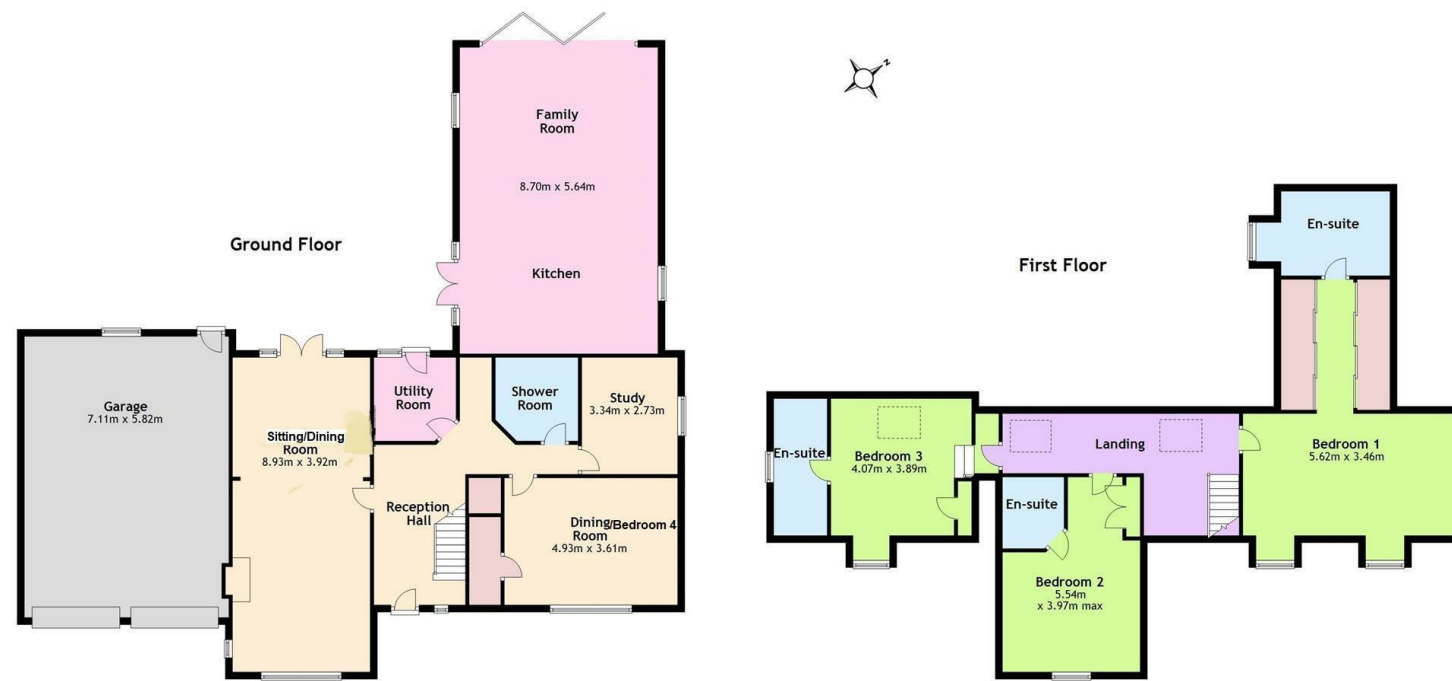 Ground Floor
Family
Room
8.70m x 5.64m
Kitchen
Garage
7.11m x 5.82m
Sitting/Dining
Room
8.93m x 3.92m
Utility
Room
Shower
Room
Study
3.34m x 2.73m
Reception
Hall
Dining/Bedroom 4
Room
4.93m x 3.61m
N
First Floor
En-suite
En-suite
Bedroom 3
4.07m x 3.89m
Landing
Bedroom 1
5.62m x 3.46m
En-suite
Bedroom 2
5.54m
x 3.97m max